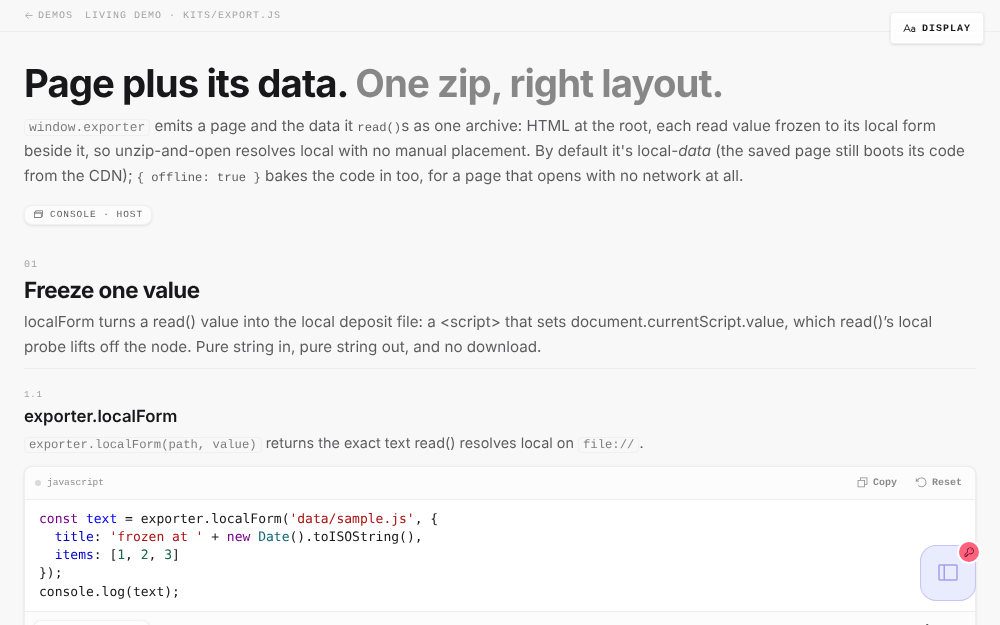 ← DEMOS LIVING DEMO · KITS/EXPORT.JS
Aa DISPLAY
Page plus its data. One zip, right layout.
window.exporter emits a page and the data it read()s as one archive: HTML at the root, each read value frozen to its local form
beside it, so unzip-and-open resolves local with no manual placement. By default it's local-data (the saved page still boots its code
from the CDN); { offline: true } bakes the code in too, for a page that opens with no network at all.
CONSOLE · HOST
01
Freeze one value
localForm turns a read() value into the local deposit file: a <script> that sets document.currentScript.value, which read()’s local
probe lifts off the node. Pure string in, pure string out, and no download.
1.1
exporter.localForm
exporter.localForm(path, value) returns the exact text read() resolves local on file://.
javascript Copy Reset
const text = exporter.localForm('data/sample.js', {
  title: 'frozen at ' + new Date().toISOString(),
  items: [1, 2, 3]
});
console.log(text);